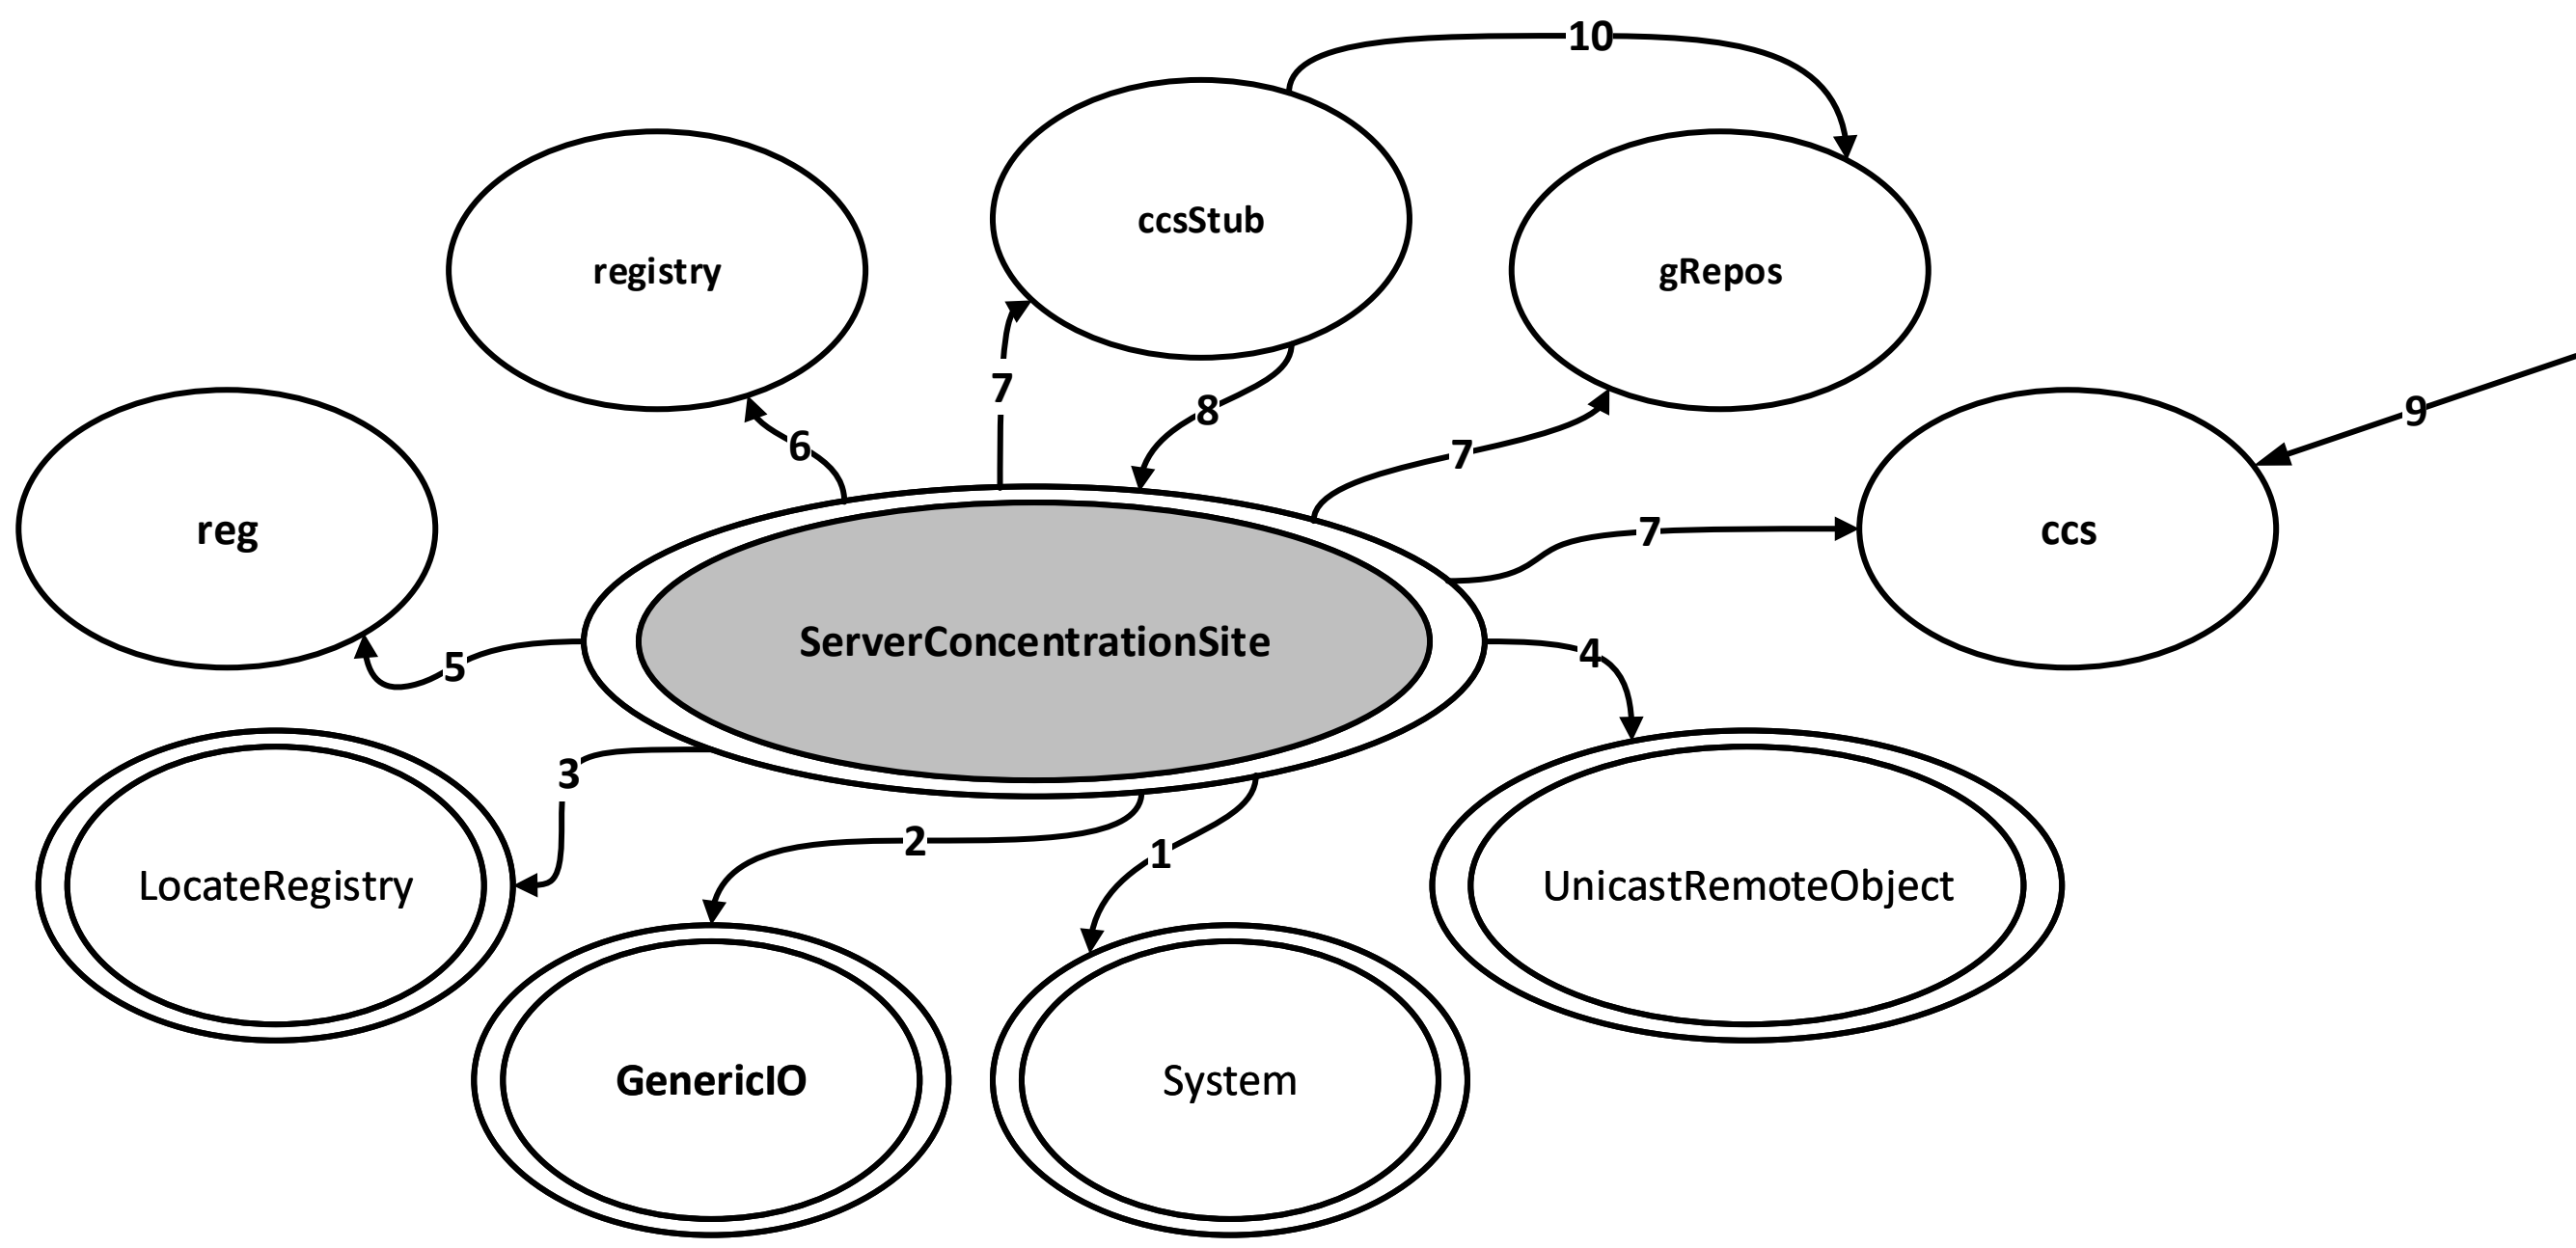 10
ccsStub
registry
gRepos
7
8
9
6
7
reg
7
ccs
ServerConcentrationSite
4
5
3
2
1
LocateRegistry
UnicastRemoteObject
GenericIO
System